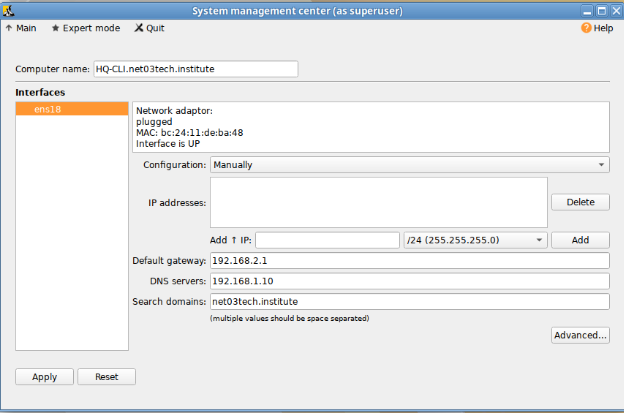 System management center (as superuser)
Main Expert mode Quit Help
Computer name: HQ-CLI.net03tech.institute
Interfaces
ens18
Network adaptor:
plugged
MAC: bc:24:11:de:ba:48
Interface is UP
Configuration: Manually
IP addresses:
Delete
Add ↑ IP: /24 (255.255.255.0) Add
Default gateway: 192.168.2.1
DNS servers: 192.168.1.10
Search domains: net03tech.institute
(multiple values should be space separated)
Advanced...
Apply Reset